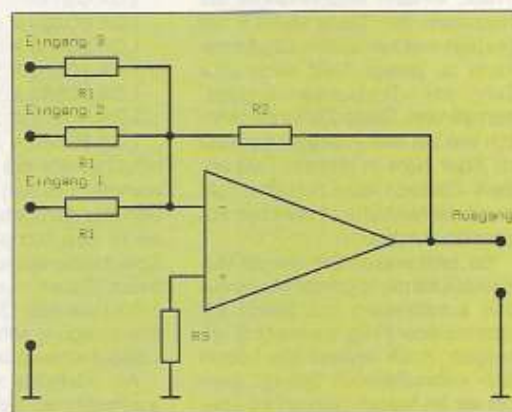 Eingang 3
R1
Eingang 2
R2
R1
Eingang 1
R1
Ausgang
-
+
R3